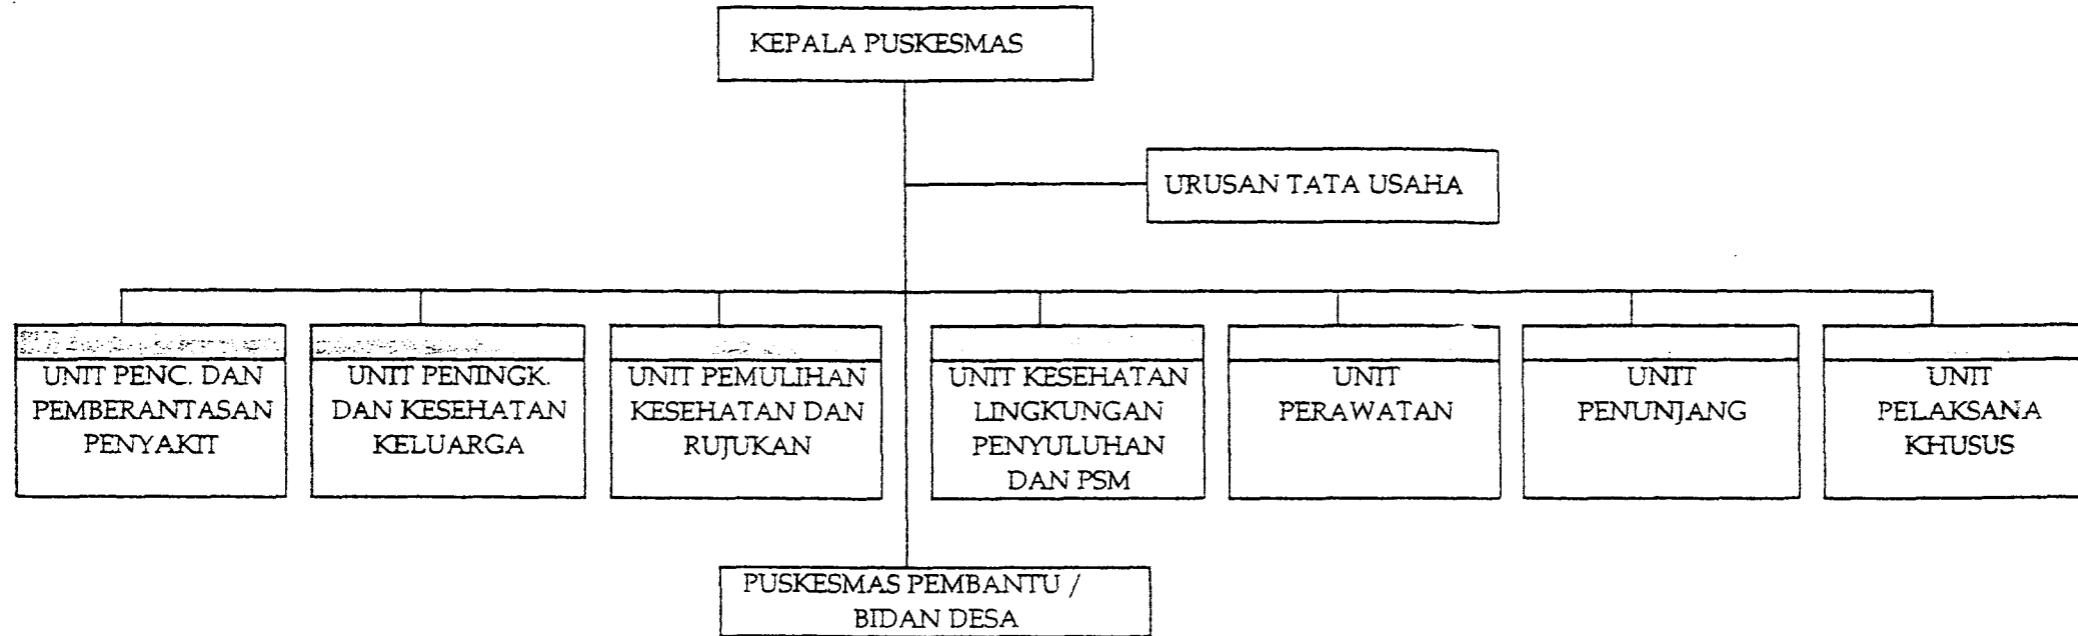 KEPALA PUSKESMAS
URUSAN TATA USAHA
UNIT PENC. DAN
PEMBERANTASAN
PENYAKIT
UNIT PENINGK.
DAN KESEHATAN
KELUARGA
UNIT PEMULIHAN
KESEHATAN DAN
RUJUKAN
UNIT KESEHATAN
LINGKUNGAN
PENYULUHAN
DAN PSM
UNIT
PERAWATAN
UNIT
PENUNJANG
UNIT
PELAKSANA
KHUSUS
PUSKESMAS PEMBANTU /
BIDAN DESA